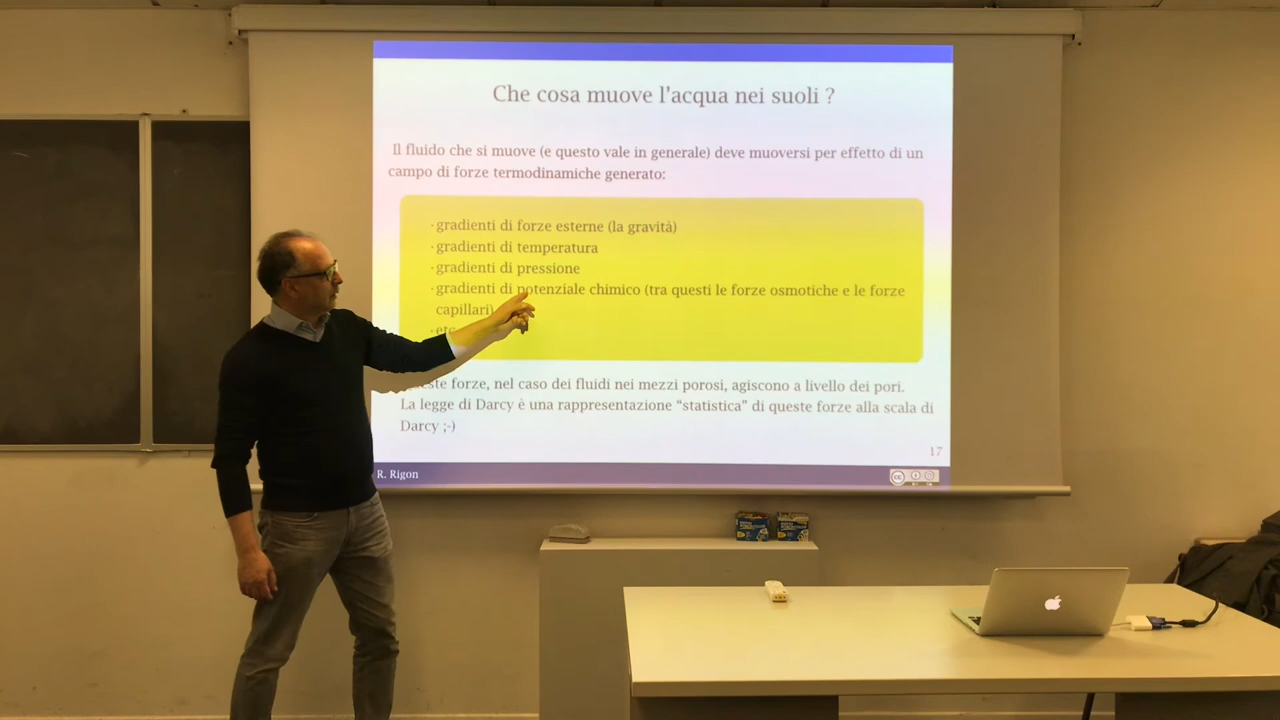 Che cosa muove l'acqua nei suoli ?
Il fluido che si muove (e questo vale in generale) deve muoversi per effetto di un
campo di forze termodinamiche generato:
· gradienti di forze esterne (la gravità)
· gradienti di temperatura
· gradienti di pressione
· gradienti di potenziale chimico (tra questi le forze osmotiche e le forze
capillari)
· etc
forze, nel caso dei fluidi nei mezzi porosi, agiscono a livello dei pori.
La legge di Darcy è una rappresentazione “statistica” di queste forze alla scala di
Darcy ;-)
17
R. Rigon
cc